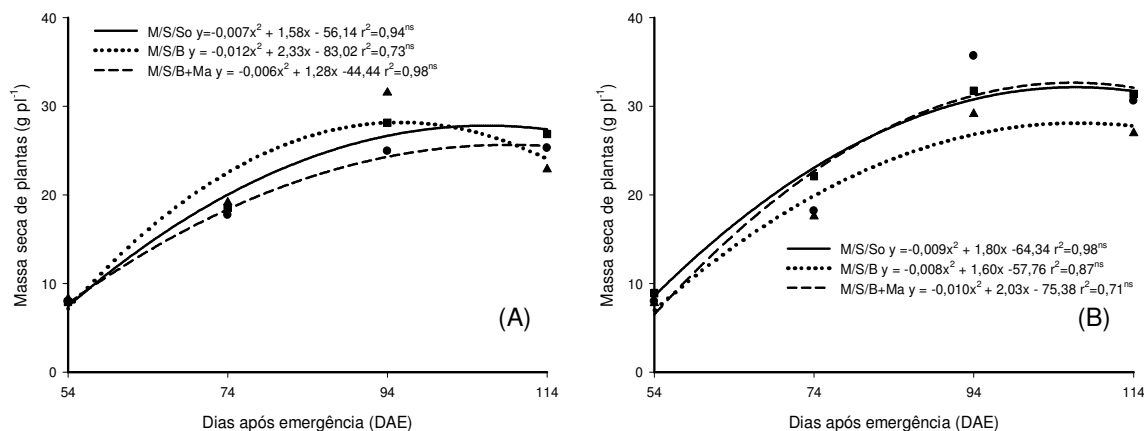 Massa seca de plantas (g pl⁻¹)
40
30
20
10
0
M/S/So y=-0,007x² + 1,58x - 56,14 r²=0,94ⁿˢ
M/S/B y = -0,012x² + 2,33x - 83,02 r²=0,73ⁿˢ
M/S/B+Ma y = -0,006x² + 1,28x -44,44 r²=0,98ⁿˢ
(A)
54 74 94 114
Dias após emergência (DAE)
Massa seca de plantas (g pl⁻¹)
40
30
20
10
0
M/S/So y =-0,009x² + 1,80x -64,34 r²=0,98ⁿˢ
M/S/B y = -0,008x² + 1,60x -57,76 r²=0,87ⁿˢ
M/S/B+Ma y = -0,010x² + 2,03x - 75,38 r²=0,71ⁿˢ
(B)
54 74 94 114
Dias após emergência (DAE)